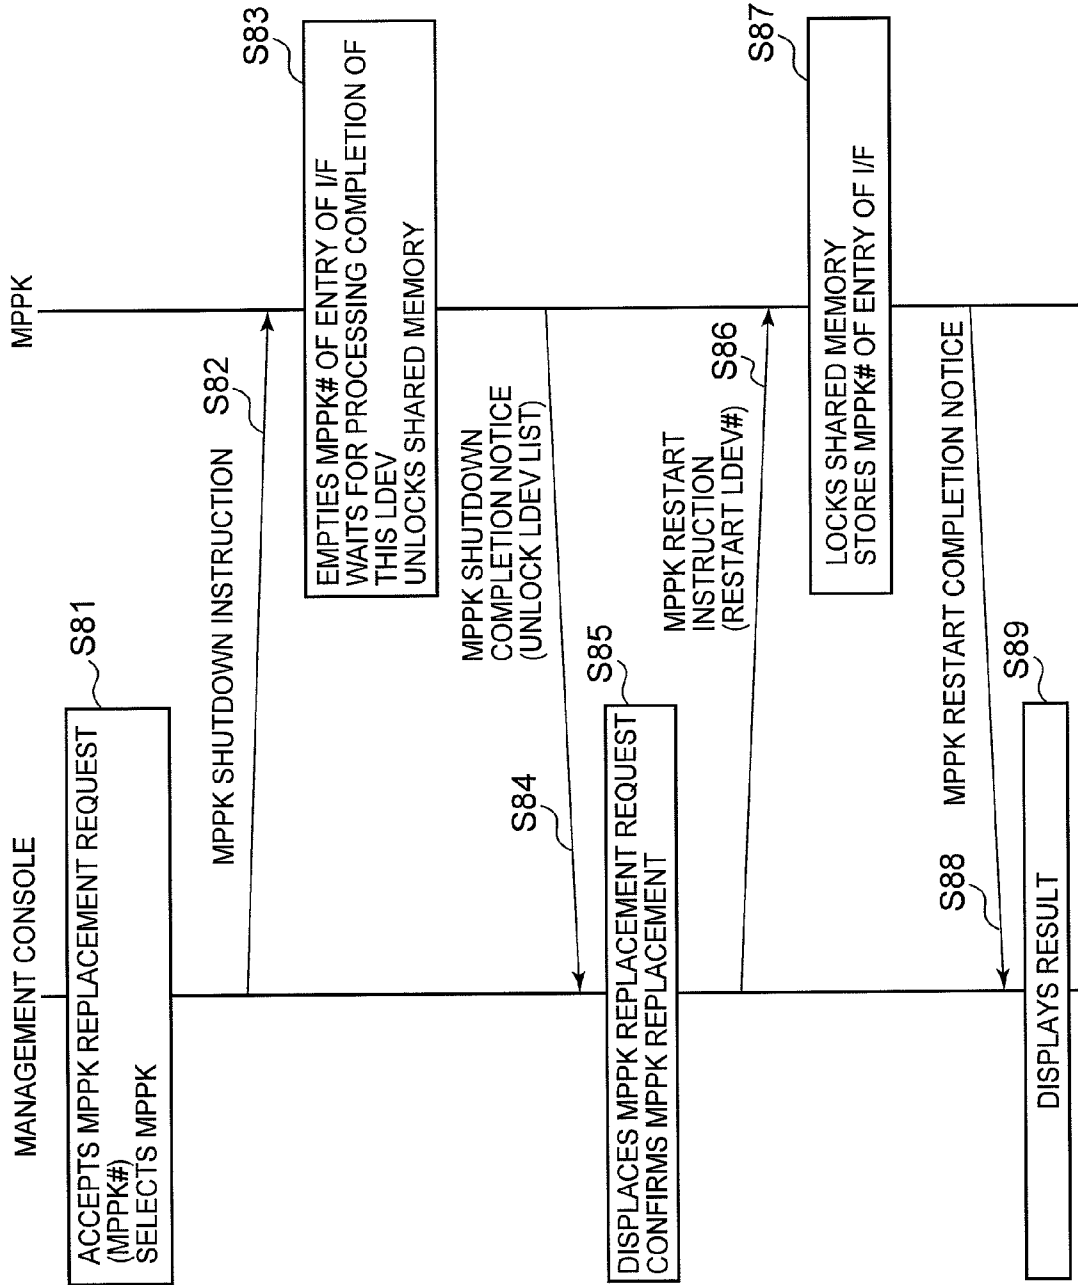 MANAGEMENT CONSOLE
MPPK
S81
ACCEPTS MPPK REPLACEMENT REQUEST
(MPPK#)
SELECTS MPPK
MPPK SHUTDOWN INSTRUCTION
S82
S83
EMPTIES MPPK# OF ENTRY OF I/F
WAITS FOR PROCESSING COMPLETION OF
THIS LDEV
UNLOCKS SHARED MEMORY
MPPK SHUTDOWN
COMPLETION NOTICE
(UNLOCK LDEV LIST)
S84
S85
DISPLACES MPPK REPLACEMENT REQUEST
CONFIRMS MPPK REPLACEMENT
MPPK RESTART
INSTRUCTION
(RESTART LDEV#)
S86
S87
LOCKS SHARED MEMORY
STORES MPPK# OF ENTRY OF I/F
MPPK RESTART COMPLETION NOTICE
S88
S89
DISPLAYS RESULT